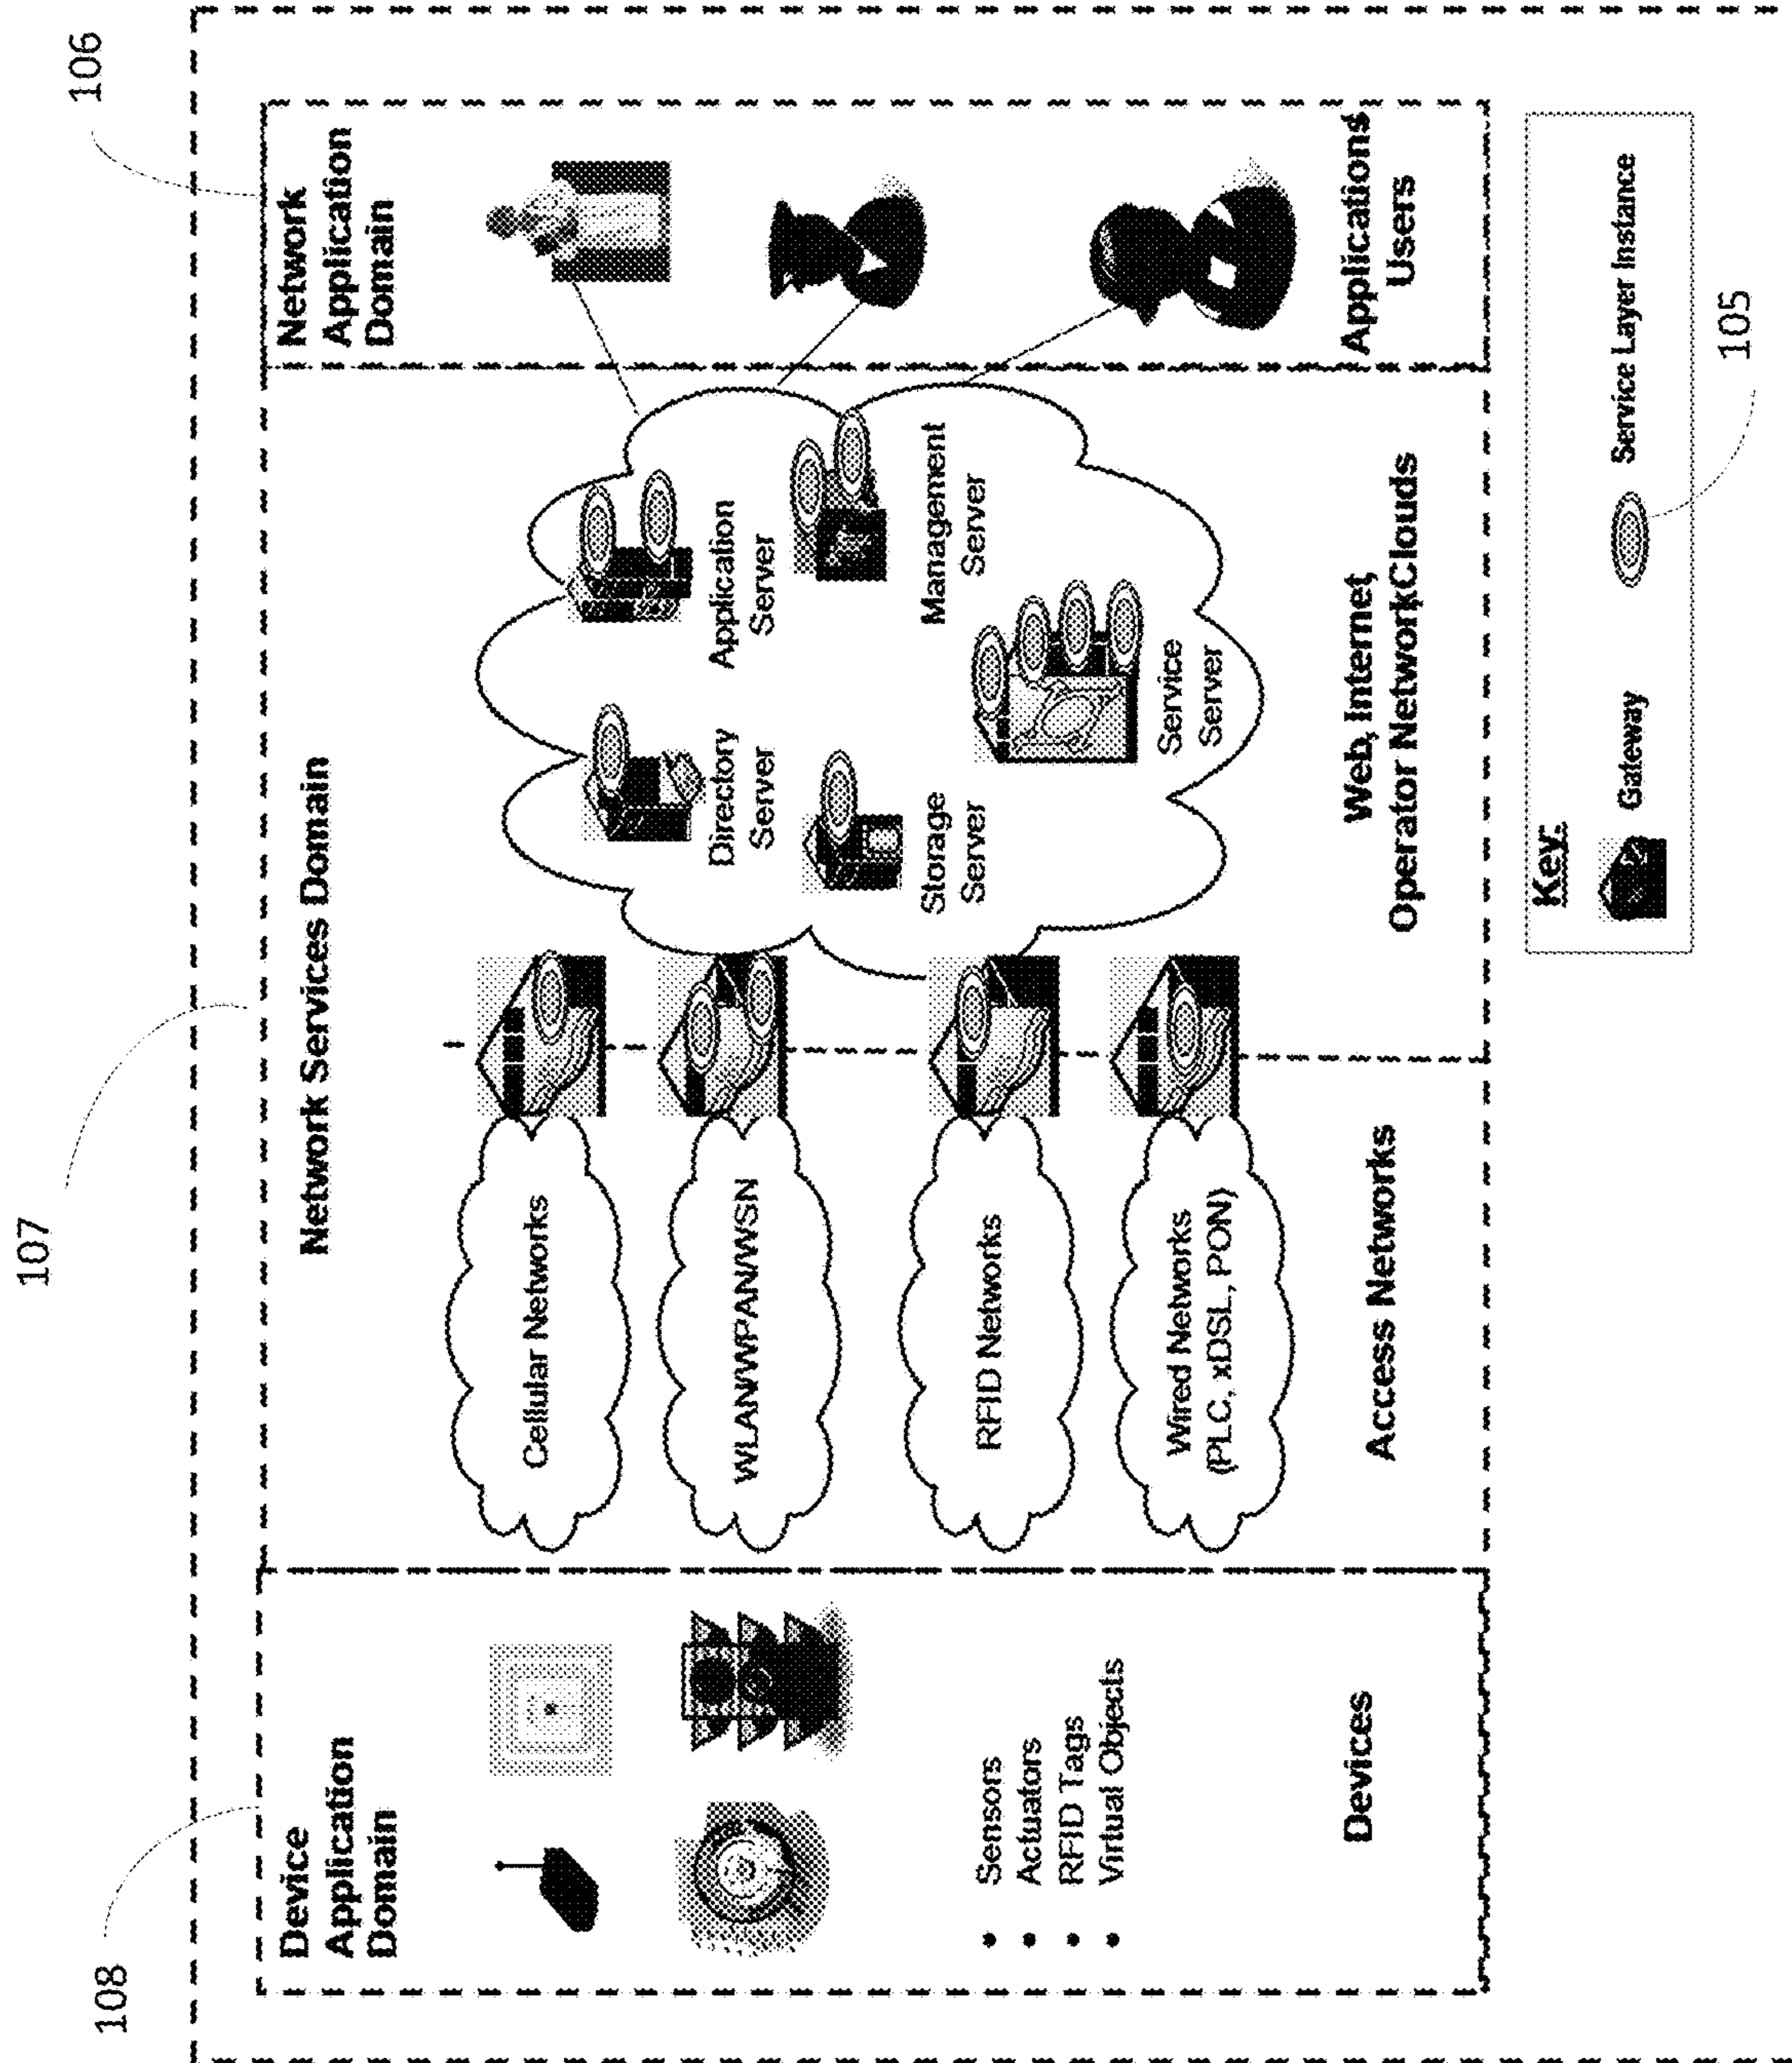 108
107
106
Device
Application
Domain
Network Services Domain
Network
Application
Domain
Cellular Networks
WLAN/WPAN/WSN
RFID Networks
Wired Networks
(PLC, xDSL, PON)
Directory
Server
Application
Server
Storage
Server
Management
Server
Service
Server
• Sensors
• Actuators
• RFID Tags
• Virtual Objects
Devices
Access Networks
Web, Internet,
Operator NetworkClouds
Applications
Users
Key:
Gateway
Service Layer Instance
105